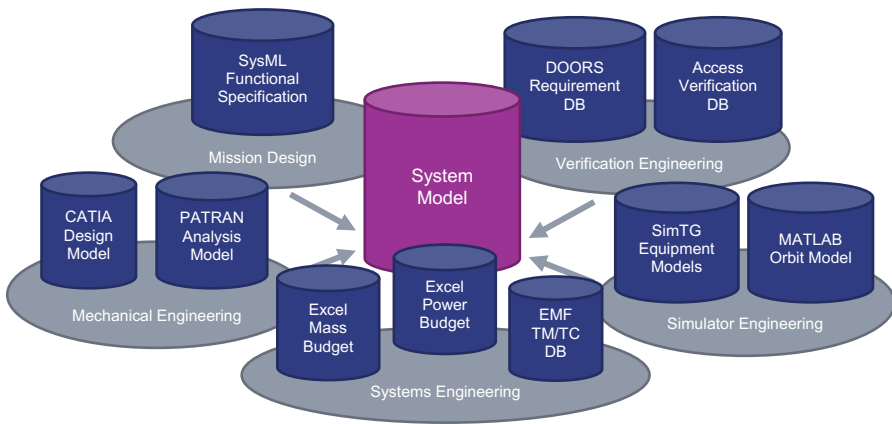 SysML
Functional
Specification
Mission Design
System
Model
DOORS
Requirement
DB
Access
Verification
DB
Verification Engineering
CATIA
Design
Model
PATRAN
Analysis
Model
Mechanical Engineering
Excel
Mass
Budget
Excel
Power
Budget
EMF
TM/TC
DB
Systems Engineering
SimTG
Equipment
Models
MATLAB
Orbit Model
Simulator Engineering